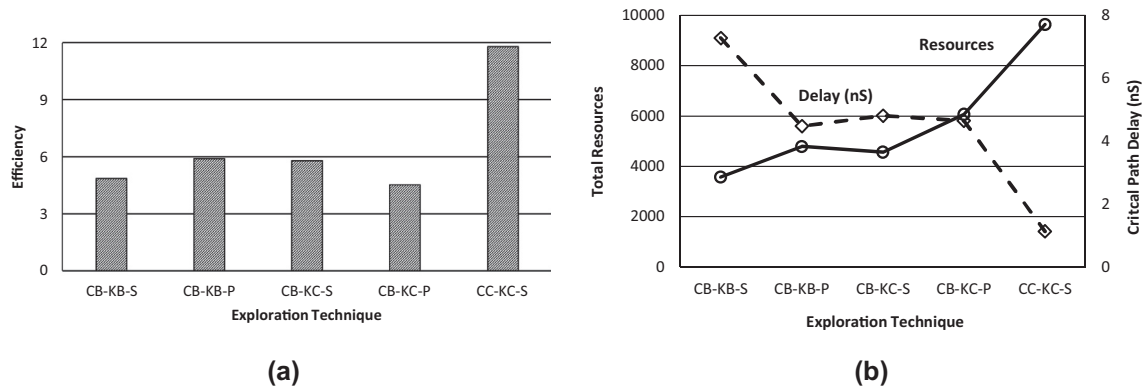 12
9
6
3
0
Efficiency
CB-KB-S CB-KB-P CB-KC-S CB-KC-P CC-KC-S
Exploration Technique
(a)
10000
8000
6000
4000
2000
0
Total Resources
Resources
Delay (nS)
8
6
4
2
0
Critcal Path Delay (nS)
CB-KB-S CB-KB-P CB-KC-S CB-KC-P CC-KC-S
Exploration Technique
(b)